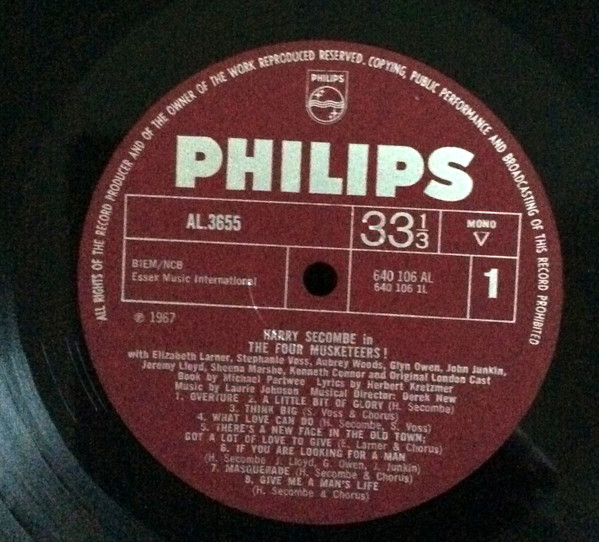 ALL RIGHTS OF THE RECORD PRODUCER AND OF THE OWNER OF THE WORK REPRODUCED RESERVED. COPYING, PUBLIC PERFORMANCE AND BROADCASTING OF THIS RECORD PROHIBITED
PHILIPS
PHILIPS
AL.3655
33 1/3
MONO
BIEM/NCB
Essex Music International
640 106 AL
640 106 1L
1
℗ 1967
HARRY SECOMBE in
THE FOUR MUSKETEERS!
with Elizabeth Larner, Stephanie Voss, Aubrey Woods, Glyn Owen, John Junkin,
Jeremy Lloyd, Sheena Marshe, Kenneth Connor and Original London Cast
Book by Michael Pertwee Lyrics by Herbert Kretzmer
Music by Laurie Johnson Musical Director: Derek New
1. OVERTURE 2. A LITTLE BIT OF GLORY (H. Secombe)
3. THINK BIG (S. Voss & Chorus)
4. WHAT LOVE CAN DO (H. Secombe, S. Voss)
5. THERE'S A NEW FACE IN THE OLD TOWN;
GOT A LOT OF LOVE TO GIVE (E. Larner & Chorus)
6. IF YOU ARE LOOKING FOR A MAN
(H. Secombe J. Lloyd, G. Owen, J. Junkin)
7. MASQUERADE (H. Secombe & Chorus)
8. GIVE ME A MAN'S LIFE
(H. Secombe & Chorus)